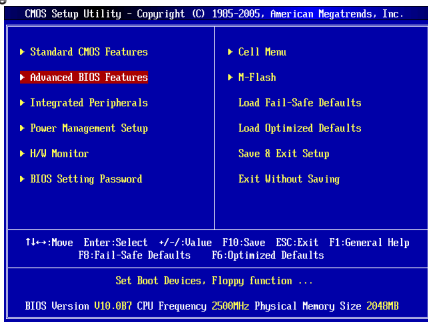 CMOS Setup Utility - Copyright (C) 1985-2005, American Megatrends, Inc.
▶ Standard CMOS Features
▶ Advanced BIOS Features
▶ Integrated Peripherals
▶ Power Management Setup
▶ H/W Monitor
▶ BIOS Setting Password
▶ Cell Menu
▶ M-Flash
Load Fail-Safe Defaults
Load Optimized Defaults
Save & Exit Setup
Exit Without Saving
↑↓←→:Move Enter:Select +/-/:Value F10:Save ESC:Exit F1:General Help
F8:Fail-Safe Defaults F6:Optimized Defaults
Set Boot Devices, Floppy function ...
BIOS Version V10.0B7 CPU Frequency 2500MHz Physical Memory Size 2048MB